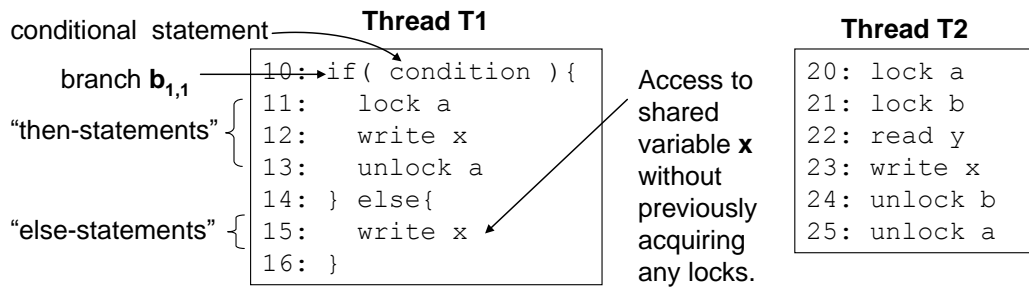 Thread T1
conditional statement
branch b1,1
"then-statements"
"else-statements"
10: if( condition ){
11: lock a
12: write x
13: unlock a
14: } else{
15: write x
16: }
Access to
shared
variable x
without
previously
acquiring
any locks.
Thread T2
20: lock a
21: lock b
22: read y
23: write x
24: unlock b
25: unlock a